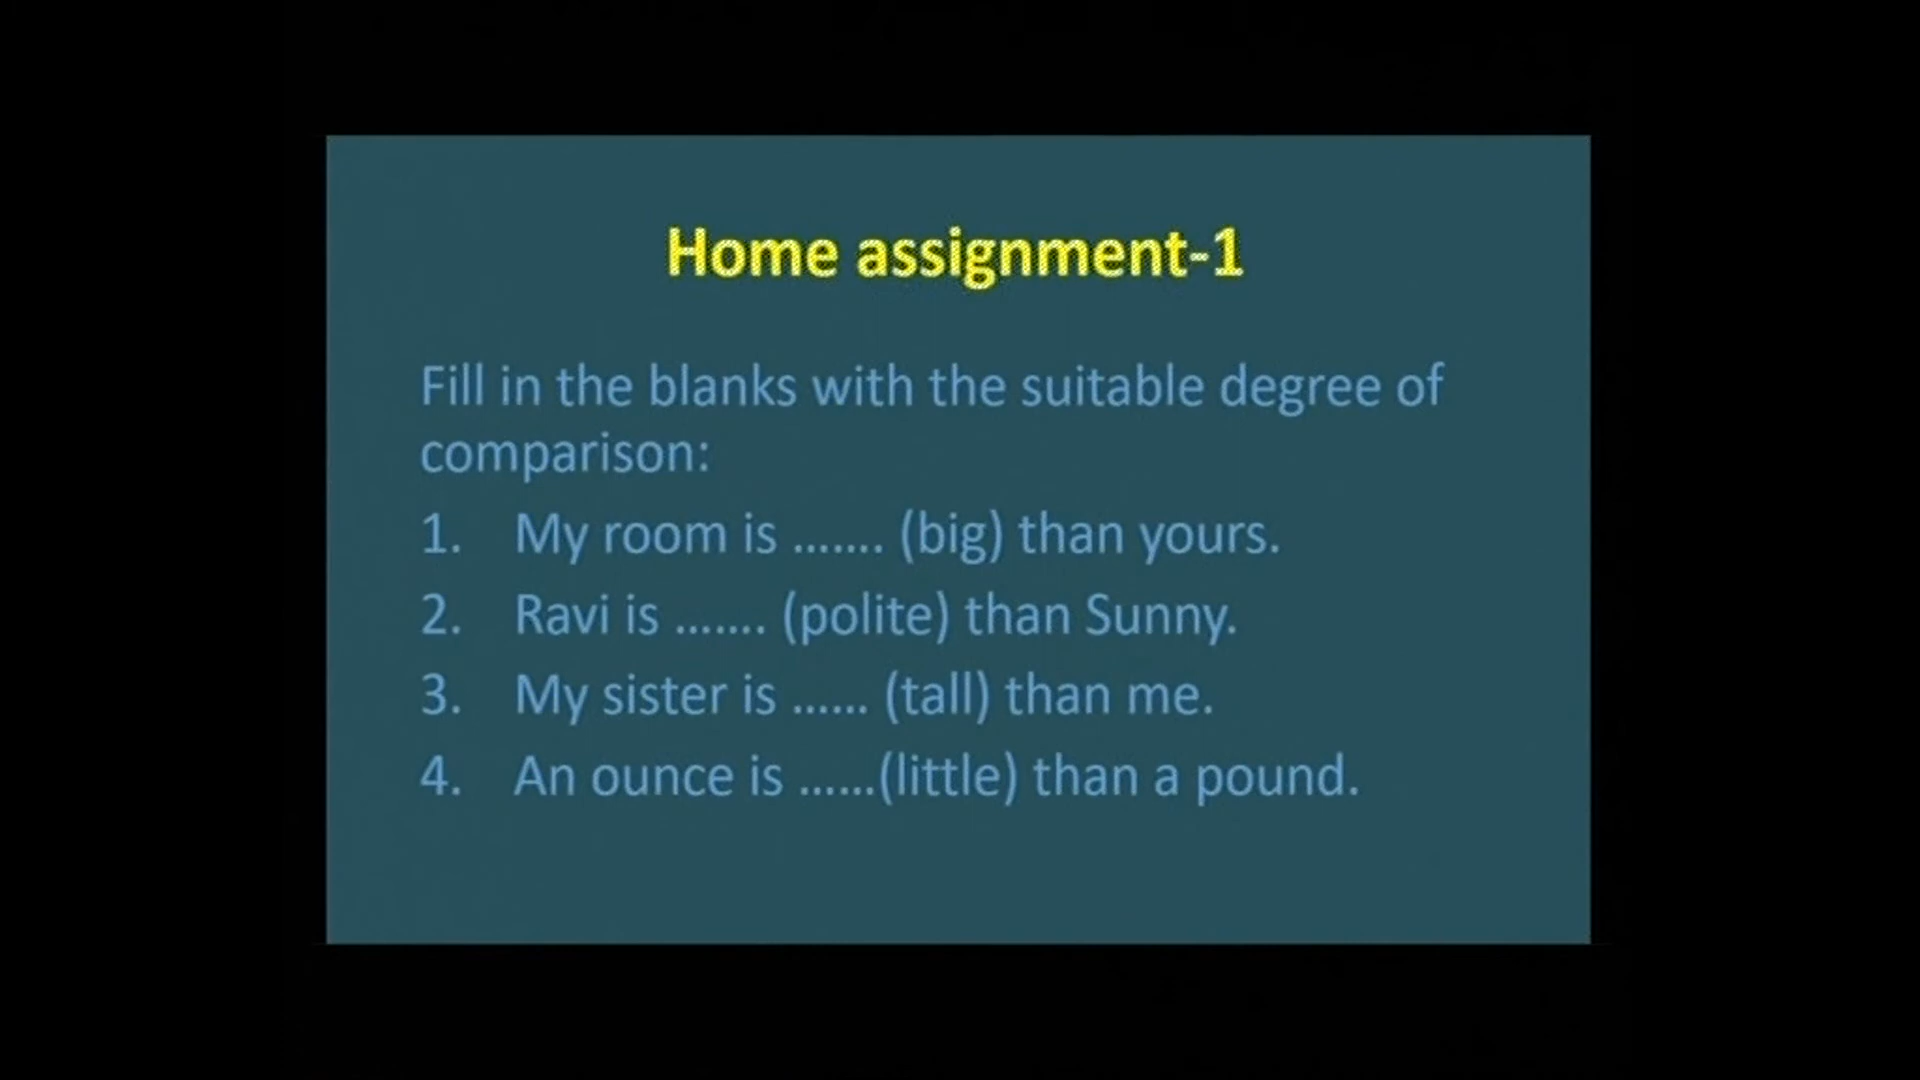 Home assignment-1
Fill in the blanks with the suitable degree of
comparison:
1. My room is ....... (big) than yours.
2. Ravi is ....... (polite) than Sunny.
3. My sister is ...... (tall) than me.
4. An ounce is ......(little) than a pound.